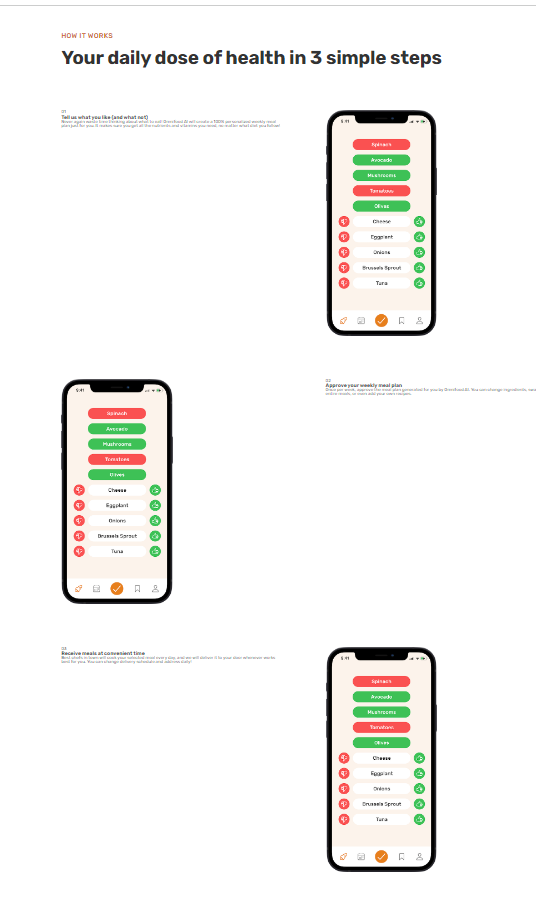 HOW IT WORKS
Your daily dose of health in 3 simple steps
01
Tell us what you like (and what not)
Never again waste time thinking about what to eat! Omnifood AI will create a 100% personalized weekly meal
plan just for you. It makes sure you get all the nutrients and vitamins you need, no matter what diet you follow!
9:41
Spinach
Avocado
Mushrooms
Tomatoes
Olives
Cheese
Eggplant
Onions
Brussels Sprout
Tuna
9:41
Spinach
Avocado
Mushrooms
Tomatoes
Olives
Cheese
Eggplant
Onions
Brussels Sprout
Tuna
02
Approve your weekly meal plan
Once per week, approve the meal plan generated for you by Omnifood AI. You can change ingredients,
entire meals, or even add your own recipes.
03
Receive meals at convenient time
Best chefs in town will cook your selected meal every day, and we will deliver it to your door whenever works
best for you. You can change delivery schedule and address daily!
9:41
Spinach
Avocado
Mushrooms
Tomatoes
Olives
Cheese
Eggplant
Onions
Brussels Sprout
Tuna